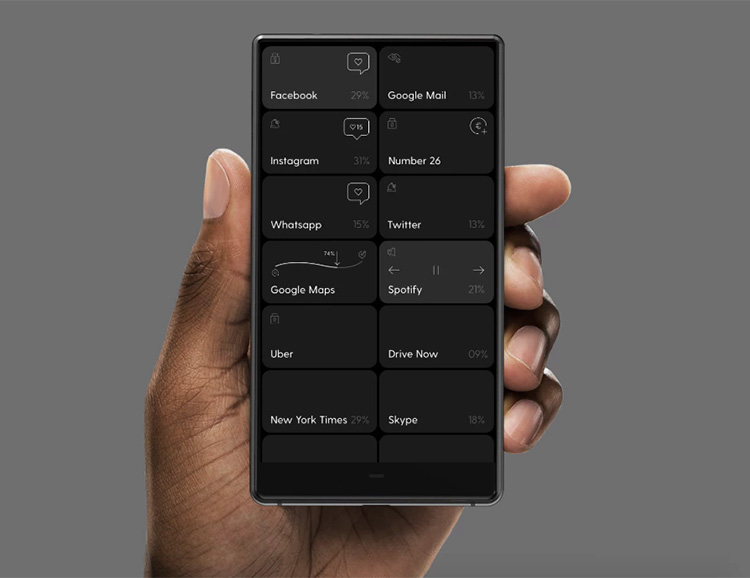 Facebook 29%
Google Mail 13%
15
Instagram 31%
€
Number 26
Whatsapp 15%
Twitter 13%
74%
Google Maps
Spotify 21%
Uber
Drive Now 09%
New York Times 29%
Skype 18%